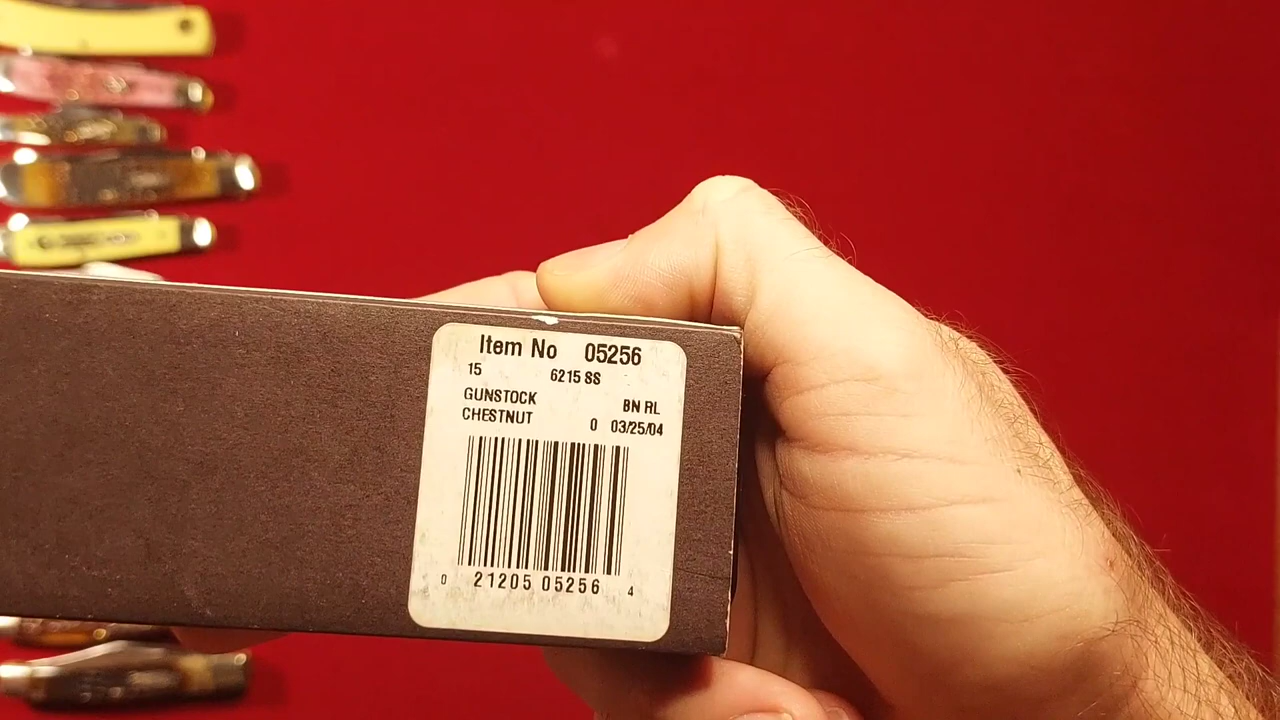 Item No 05256
15 6215 SS
GUNSTOCK BN RL
CHESTNUT 0 03/25/04
0 21205 05256 4